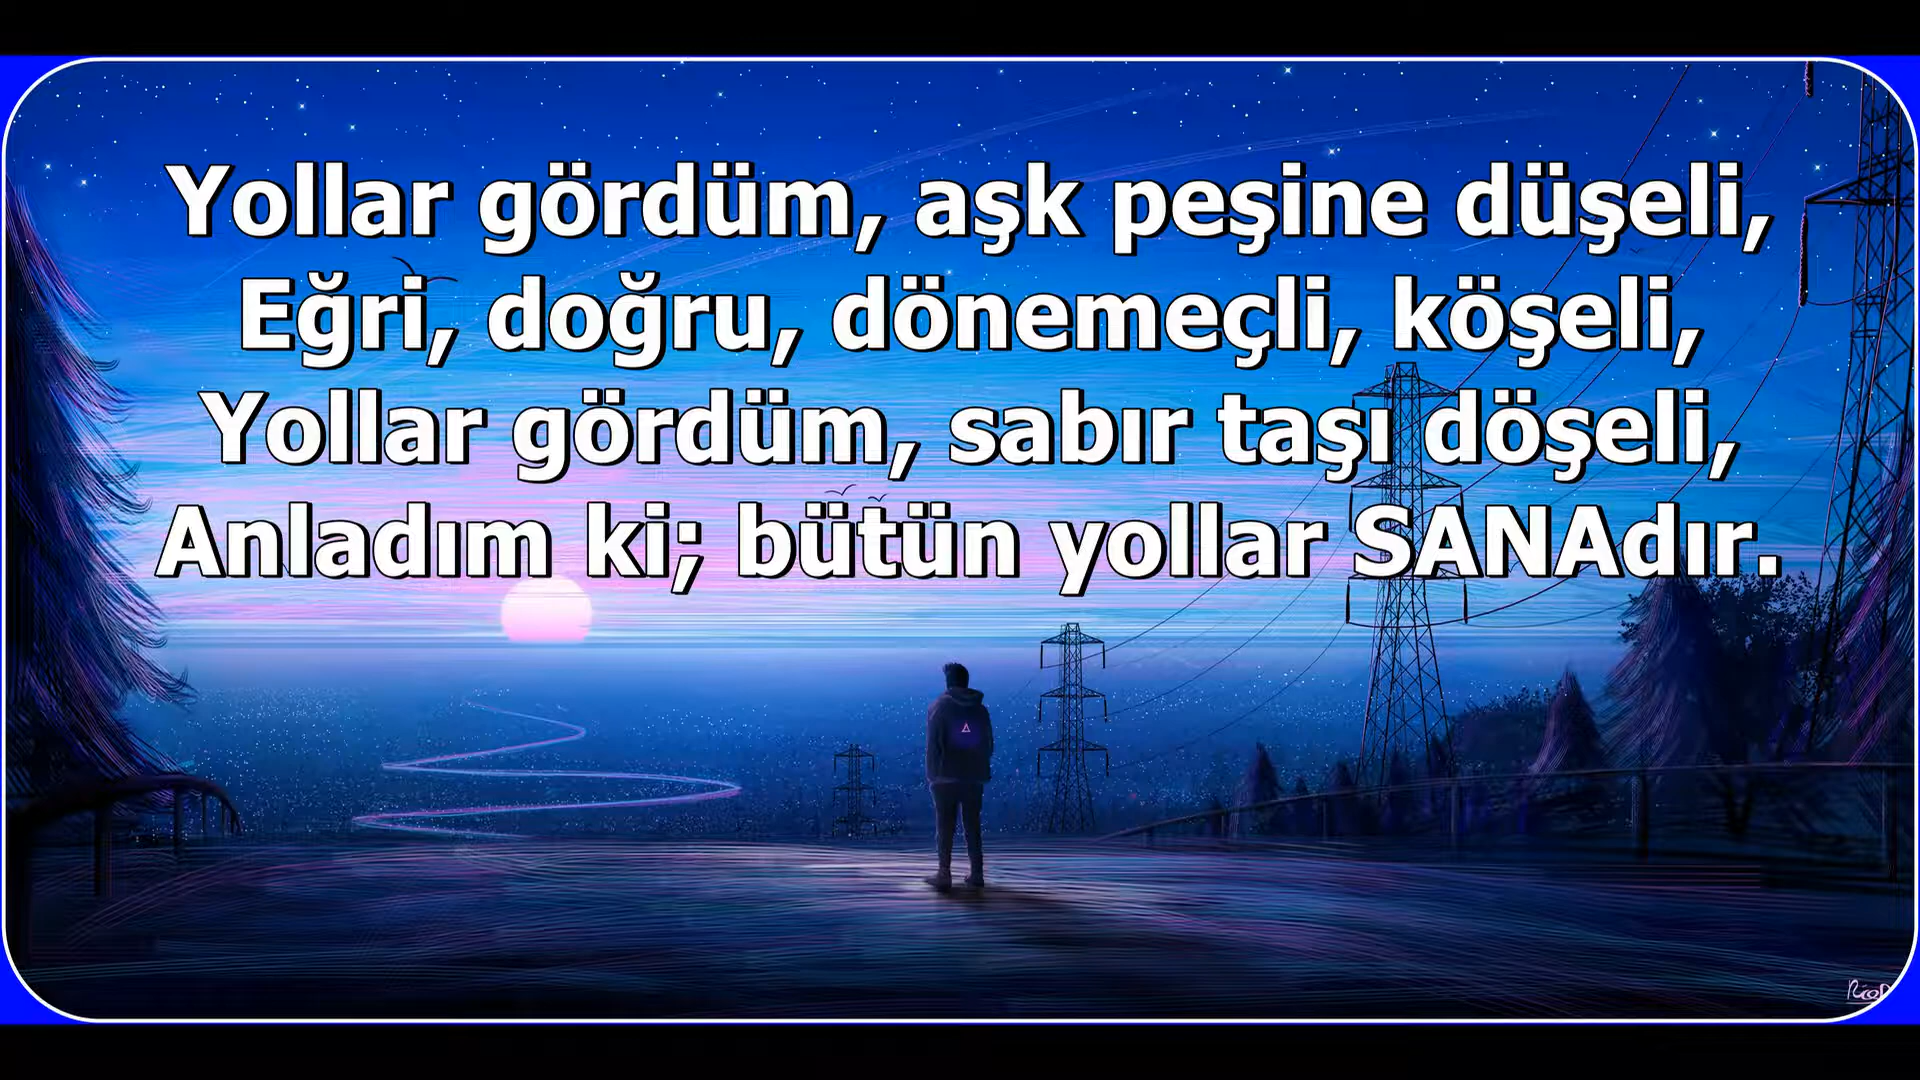 Yollar gördüm, aşk peşine düşeli,
Eğri, doğru, dönemeçli, köşeli,
Yollar gördüm, sabır taşı döşeli,
Anladım ki; bütün yollar SANAdır.